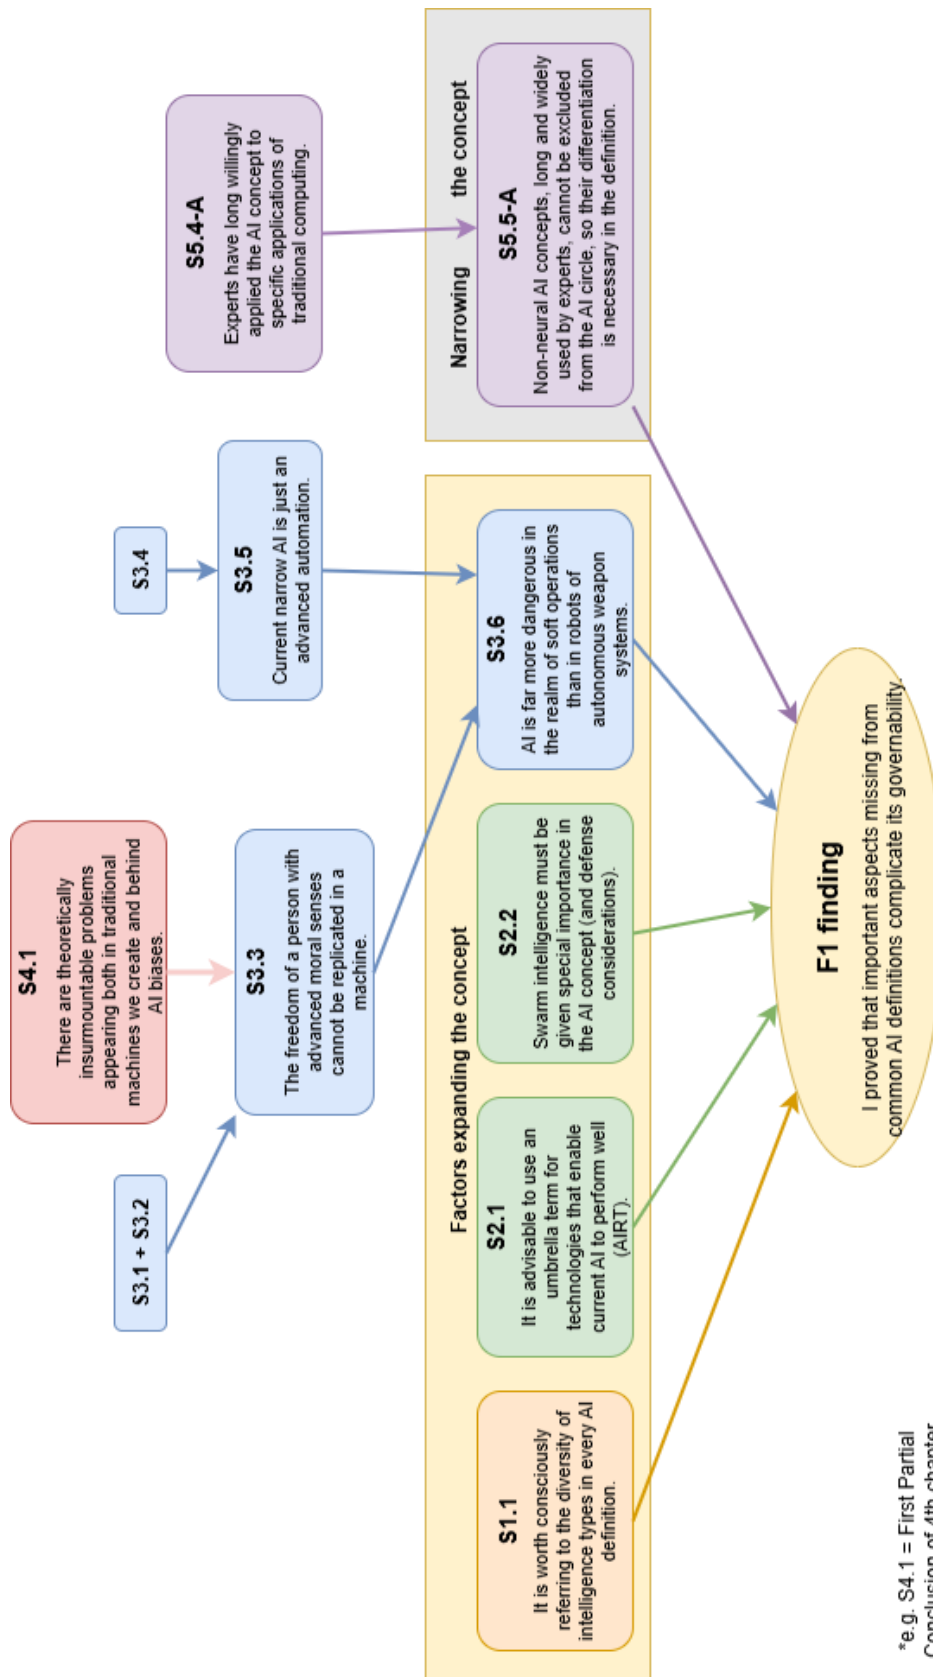 S4.1
There are theoretically
insurmountable problems
appearing both in traditional
machines we create and behind
AI biases.
S3.1 + S3.2
S3.3
The freedom of a person with
advanced moral senses
cannot be replicated in a
machine.
S3.4
S3.5
Current narrow AI is just an
advanced automation.
S5.4-A
Experts have long willingly
applied the AI concept to
specific applications of
traditional computing.
Factors expanding the concept
S1.1
It is worth consciously
referring to the diversity of
intelligence types in every AI
definition.
S2.1
It is advisable to use an
umbrella term for
technologies that enable
current AI to perform well
(AIRT).
S2.2
Swarm intelligence must be
given special importance in
the AI concept (and defense
considerations).
S3.6
AI is far more dangerous in
the realm of soft operations
than in robots of
autonomous weapon
systems.
Narrowing the concept
S5.5-A
Non-neural AI concepts, long and widely
used by experts, cannot be excluded
from the AI circle, so their differentiation
is necessary in the definition.
F1 finding
I proved that important aspects missing from
common AI definitions complicate its governability.
*e.g. S4.1 = First Partial
Conclusion of 4th chapter